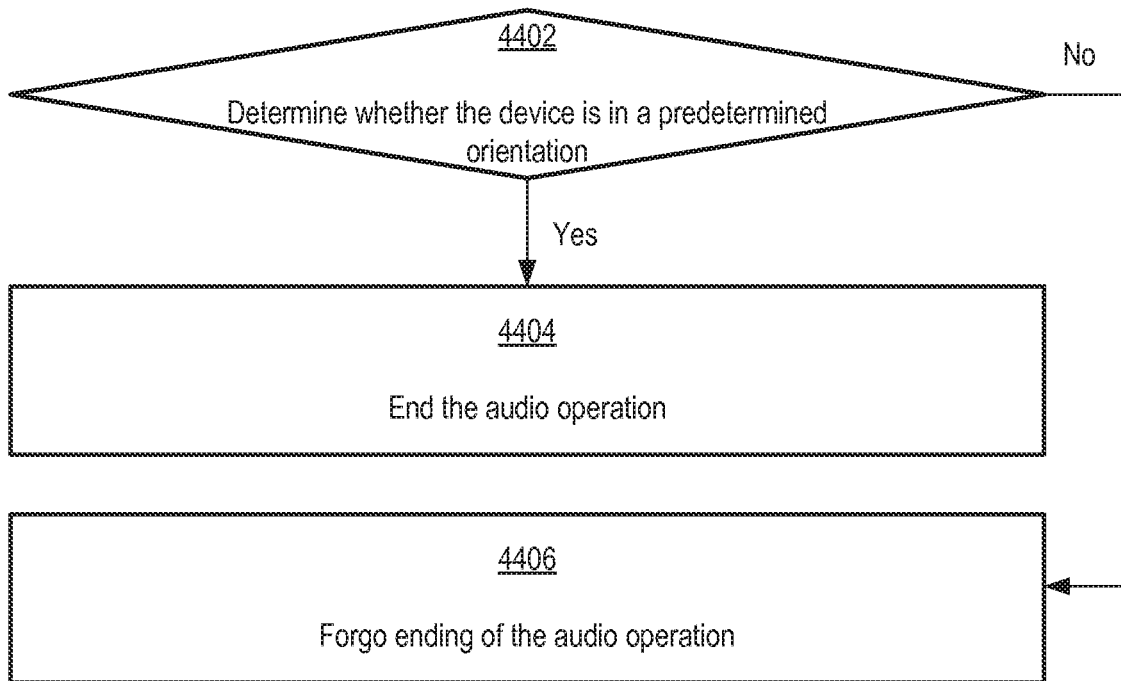 4402
No
Determine whether the device is in a predetermined
orientation
Yes
4404
End the audio operation
4406
Forgo ending of the audio operation